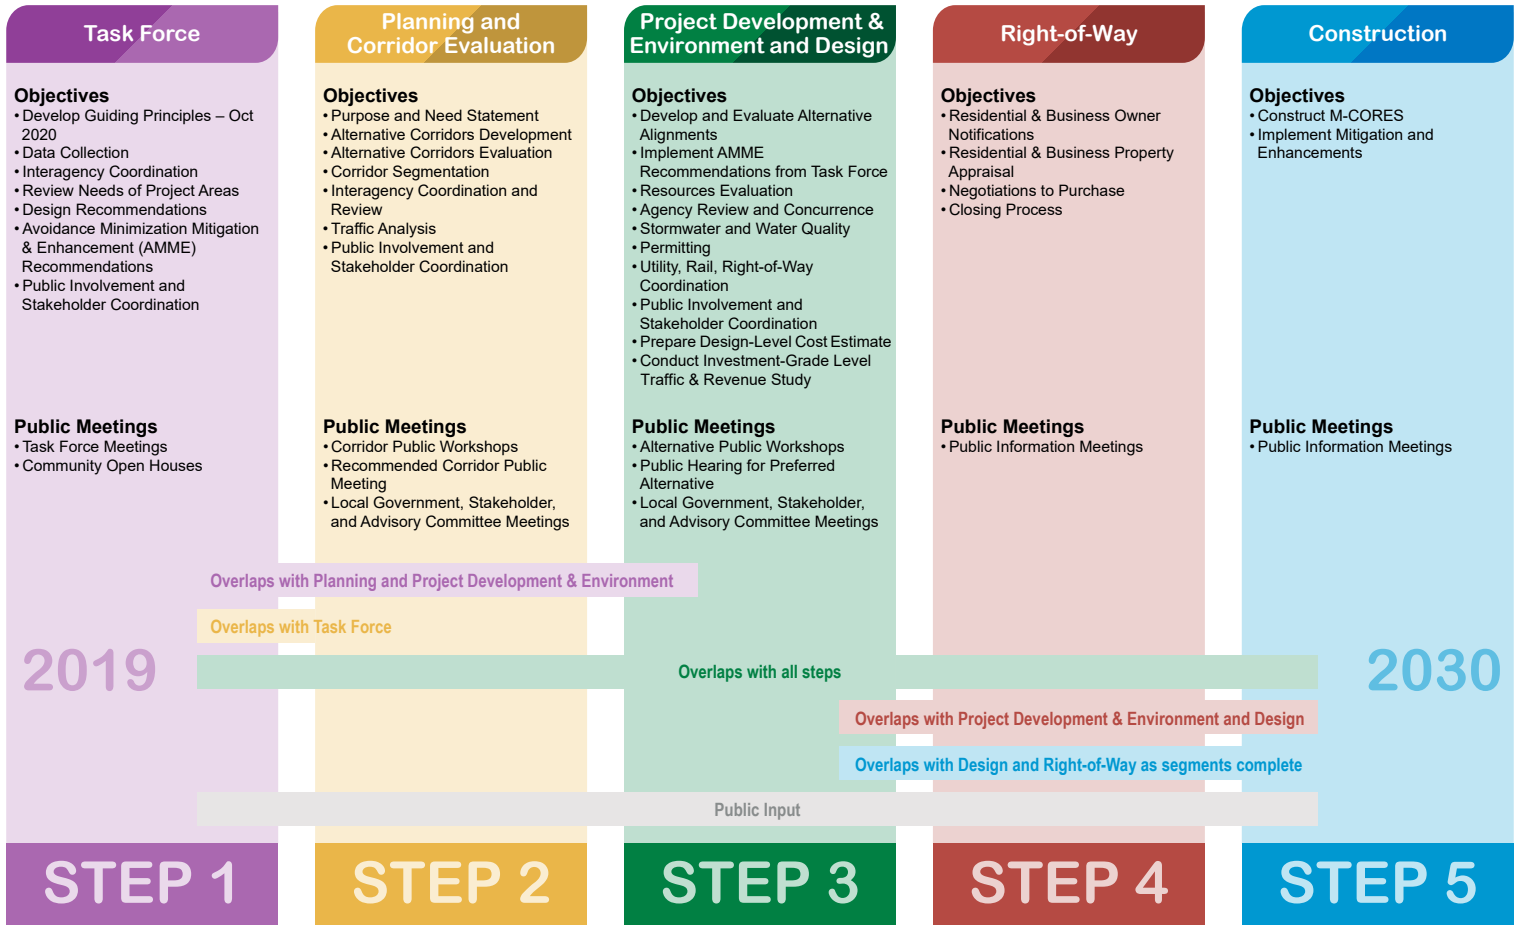 Task Force
Objectives
• Develop Guiding Principles – Oct
2020
• Data Collection
• Interagency Coordination
• Review Needs of Project Areas
• Design Recommendations
• Avoidance Minimization Mitigation
& Enhancement (AMME)
Recommendations
• Public Involvement and
Stakeholder Coordination
Public Meetings
• Task Force Meetings
• Community Open Houses
Planning and
Corridor Evaluation
Objectives
• Purpose and Need Statement
• Alternative Corridors Development
• Alternative Corridors Evaluation
• Corridor Segmentation
• Interagency Coordination and
Review
• Traffic Analysis
• Public Involvement and
Stakeholder Coordination
Public Meetings
• Corridor Public Workshops
• Recommended Corridor Public
Meeting
• Local Government, Stakeholder,
and Advisory Committee Meetings
Project Development &
Environment and Design
Objectives
• Develop and Evaluate Alternative
Alignments
• Implement AMME
Recommendations from Task Force
• Resources Evaluation
• Agency Review and Concurrence
• Stormwater and Water Quality
• Permitting
• Utility, Rail, Right-of-Way
Coordination
• Public Involvement and
Stakeholder Coordination
• Prepare Design-Level Cost Estimate
• Conduct Investment-Grade Level
Traffic & Revenue Study
Public Meetings
• Alternative Public Workshops
• Public Hearing for Preferred
Alternative
• Local Government, Stakeholder,
and Advisory Committee Meetings
Right-of-Way
Objectives
• Residential & Business Owner
Notifications
• Residential & Business Property
Appraisal
• Negotiations to Purchase
• Closing Process
Public Meetings
• Public Information Meetings
Construction
Objectives
• Construct M-CORES
• Implement Mitigation and
Enhancements
Public Meetings
• Public Information Meetings
Overlaps with Planning and Project Development & Environment
Overlaps with Task Force
2019
Overlaps with all steps
2030
Overlaps with Project Development & Environment and Design
Overlaps with Design and Right-of-Way as segments complete
Public Input
STEP 1
STEP 2
STEP 3
STEP 4
STEP 5